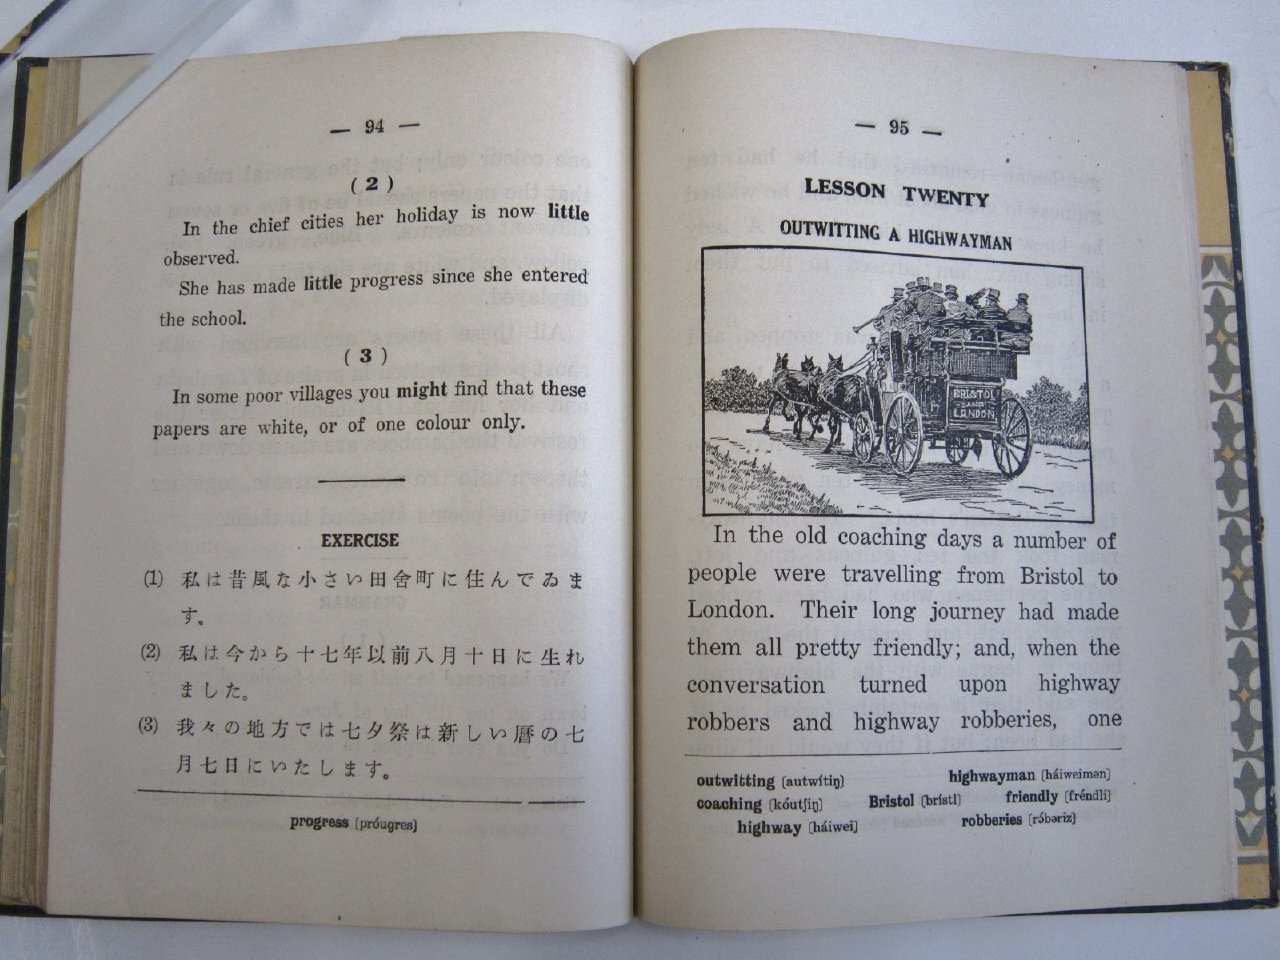 — 94 —
( 2 )
In the chief cities her holiday is now little
observed.
She has made little progress since she entered
the school.
( 3 )
In some poor villages you might find that these
papers are white, or of one colour only.
EXERCISE
(1) 私は昔風な小さい田舍町に住んでゐま
す。
(2) 私は今から十七年以前八月十日に生れ
ました。
(3) 我々の地方では七夕祭は新しい暦の七
月七日にいたします。
progress [próugres]
— 95 —
LESSON TWENTY
OUTWITTING A HIGHWAYMAN
BRISTOL
AND
LONDON
In the old coaching days a number of
people were travelling from Bristol to
London. Their long journey had made
them all pretty friendly; and, when the
conversation turned upon highway
robbers and highway robberies, one
outwitting [autwítiŋ] highwayman [háiweimən]
coaching [kóutʃiŋ] Bristol [brístl] friendly [fréndli]
highway [háiwei] robberies [rɔ́bəriz]